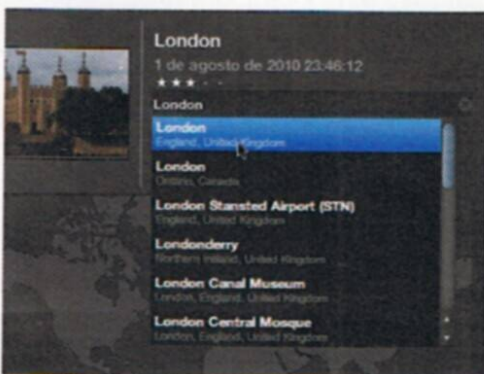 London
1 de agosto de 2010 23:46:12
London
London
England, United Kingdom
London
Ontario, Canada
London Stansted Airport (STN)
England, United Kingdom
Londonderry
Northern Ireland, United Kingdom
London Canal Museum
London, England, United Kingdom
London Central Mosque
London, England, United Kingdom